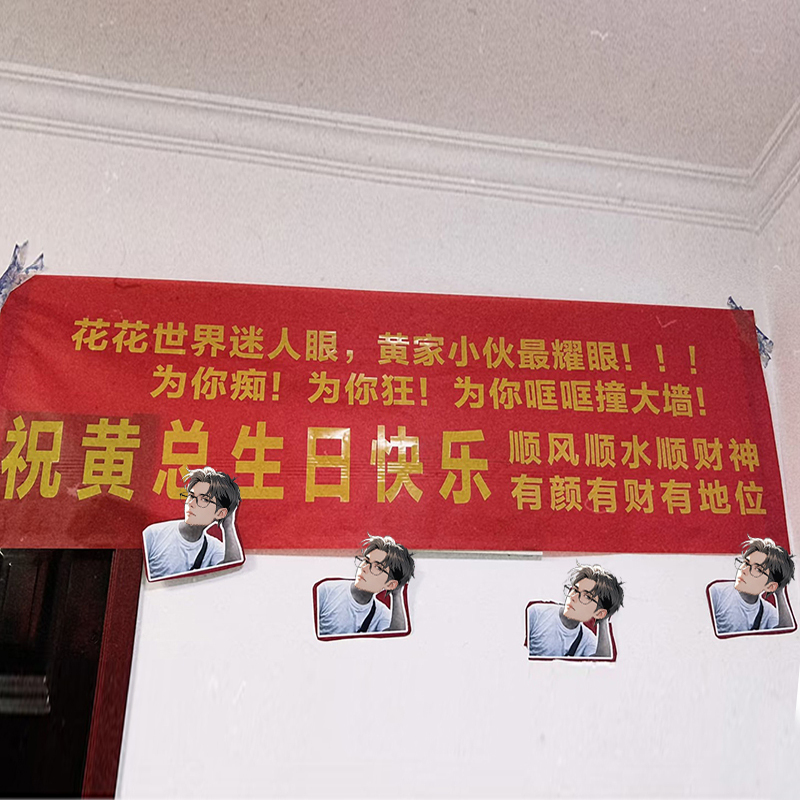 花花世界迷人眼，黄家小伙最耀眼！！！
为你痴！为你狂！为你哐哐撞大墙！
祝黄总生日快乐
顺风顺水顺财神
有颜有财有地位